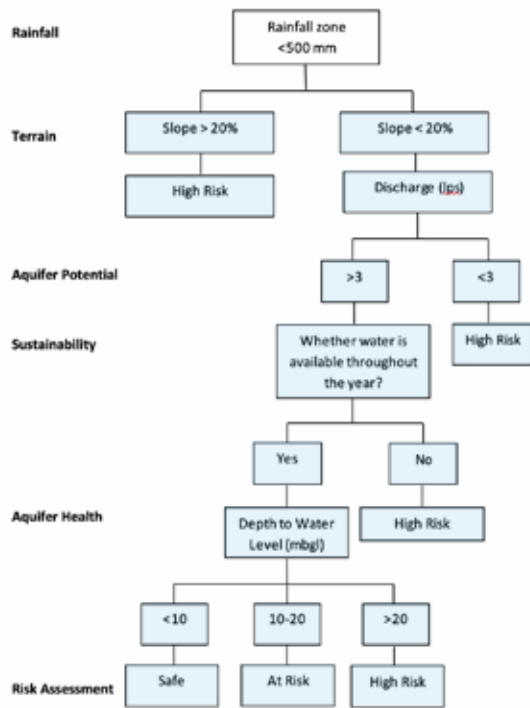 Rainfall
Rainfall zone
<500 mm
Terrain
Slope > 20%
Slope < 20%
High Risk
Discharge (lps)
Aquifer Potential
>3
<3
Sustainability
Whether water is
available throughout
the year?
High Risk
Yes
No
Aquifer Health
Depth to Water
Level (mbgl)
High Risk
<10
10-20
>20
Risk Assessment
Safe
At Risk
High Risk